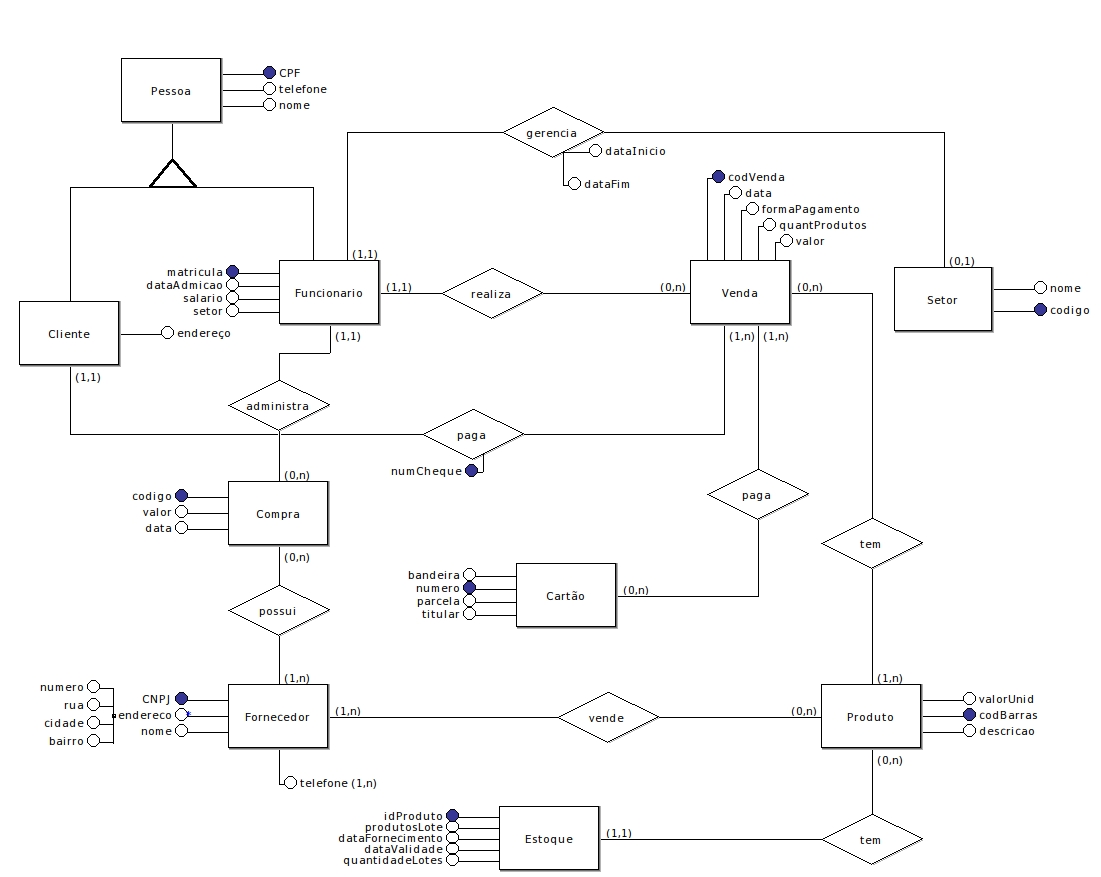 CPF
Pessoa
telefone
nome
gerencia
dataInicio
dataFim
codVenda
data
formaPagamento
quantProdutos
valor
(1,1)
(0,1)
matricula
dataAdmicao
salario
setor
Funcionario
(1,1)
realiza
(0,n)
Venda
(0,n)
Setor
nome
codigo
Cliente
endereço
(1,1)
(1,n)
(1,n)
(1,1)
administra
paga
numCheque
(0,n)
codigo
valor
data
Compra
paga
(0,n)
tem
bandeira
numero
parcela
titular
Cartão
(0,n)
possui
(1,n)
(1,n)
numero
rua
cidade
bairro
CNPJ
endereco
*
nome
Fornecedor
(1,n)
vende
(0,n)
Produto
valorUnid
codBarras
descricao
(0,n)
telefone (1,n)
idProduto
produtosLote
dataFornecimento
dataValidade
quantidadeLotes
Estoque
(1,1)
tem